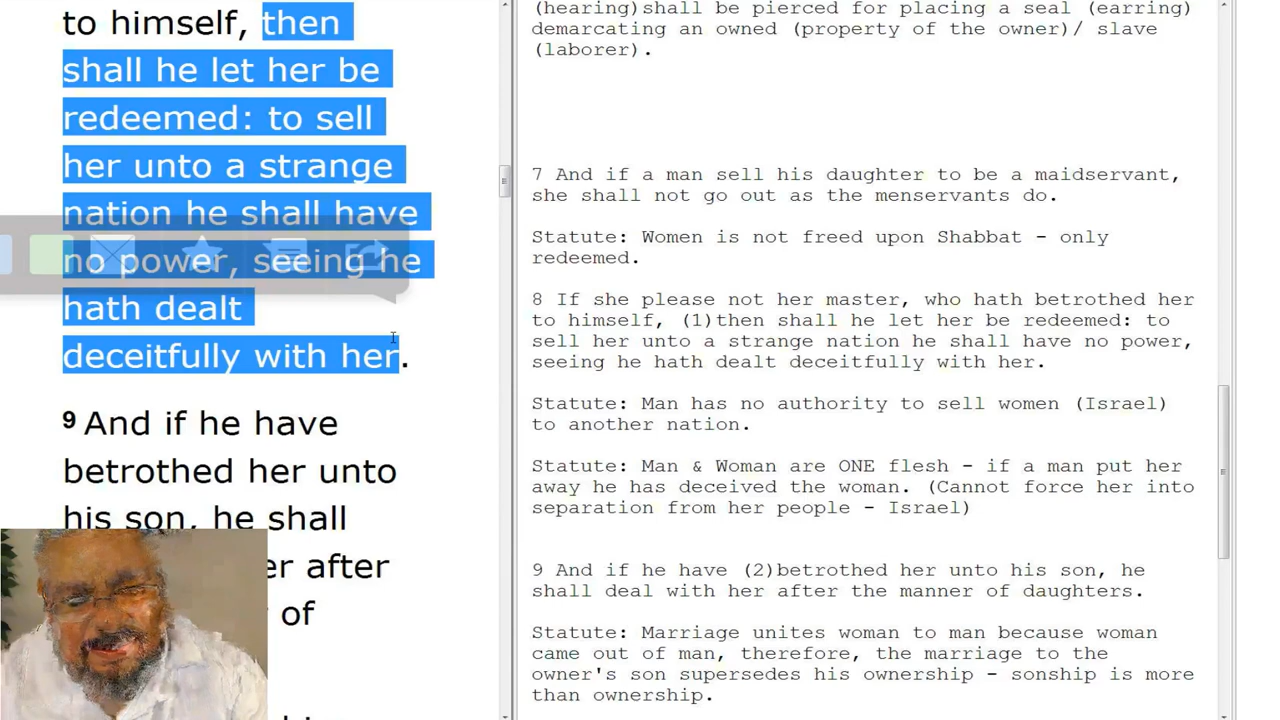 to himself, then
shall he let her be
redeemed: to sell
her unto a strange
nation he shall have
no power, seeing he
hath dealt
deceitfully with her.
9 And if he have
betrothed her unto
his son, he shall
er after
of
(hearing)shall be pierced for placing a seal (earring)
demarcating an owned (property of the owner)/ slave
(laborer).
7 And if a man sell his daughter to be a maidservant,
she shall not go out as the menservants do.
Statute: Women is not freed upon Shabbat - only
redeemed.
8 If she please not her master, who hath betrothed her
to himself, (1)then shall he let her be redeemed: to
sell her unto a strange nation he shall have no power,
seeing he hath dealt deceitfully with her.
Statute: Man has no authority to sell women (Israel)
to another nation.
Statute: Man & Woman are ONE flesh - if a man put her
away he has deceived the woman. (Cannot force her into
separation from her people - Israel)
9 And if he have (2)betrothed her unto his son, he
shall deal with her after the manner of daughters.
Statute: Marriage unites woman to man because woman
came out of man, therefore, the marriage to the
owner's son supersedes his ownership - sonship is more
than ownership.